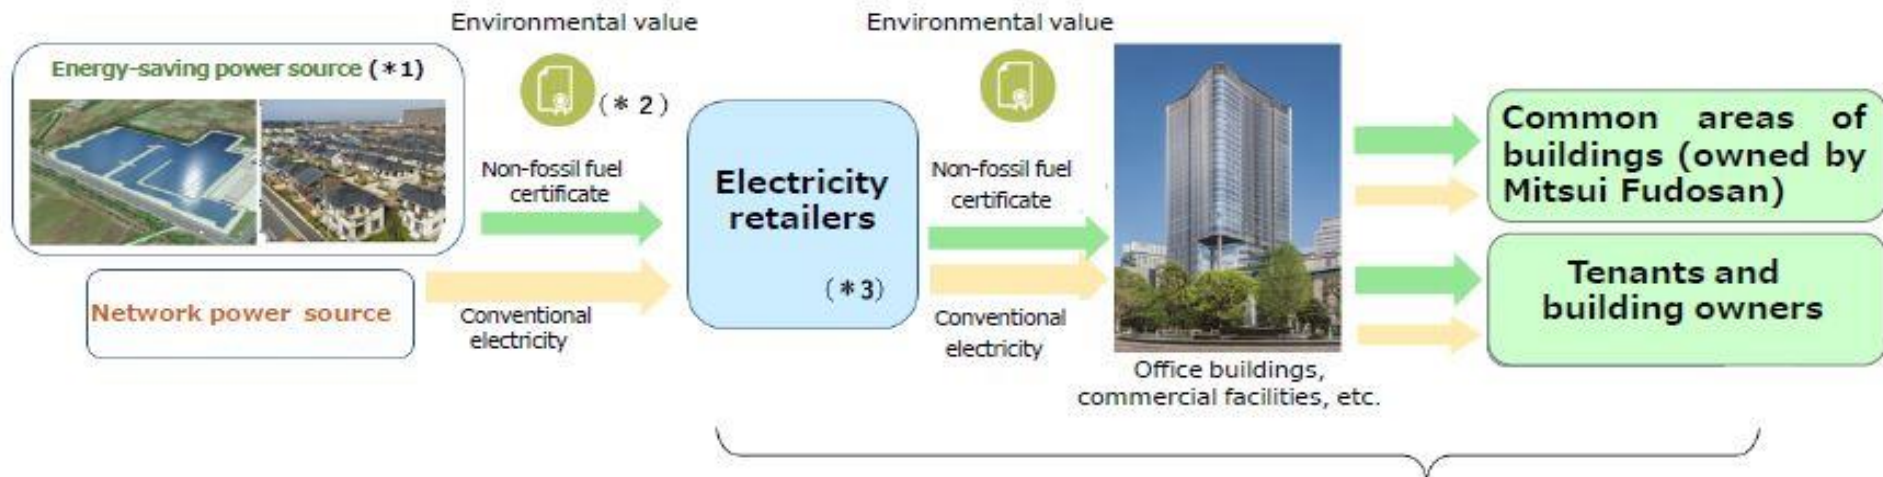 Environmental value
Environmental value
Energy-saving power source (*1)
(*2)
Non-fossil fuel
certificate
Non-fossil fuel
certificate
Electricity
retailers
(*3)
Common areas of
buildings (owned by
Mitsui Fudosan)
Tenants and
building owners
Network power source
Conventional
electricity
Conventional
electricity
Office buildings,
commercial facilities, etc.